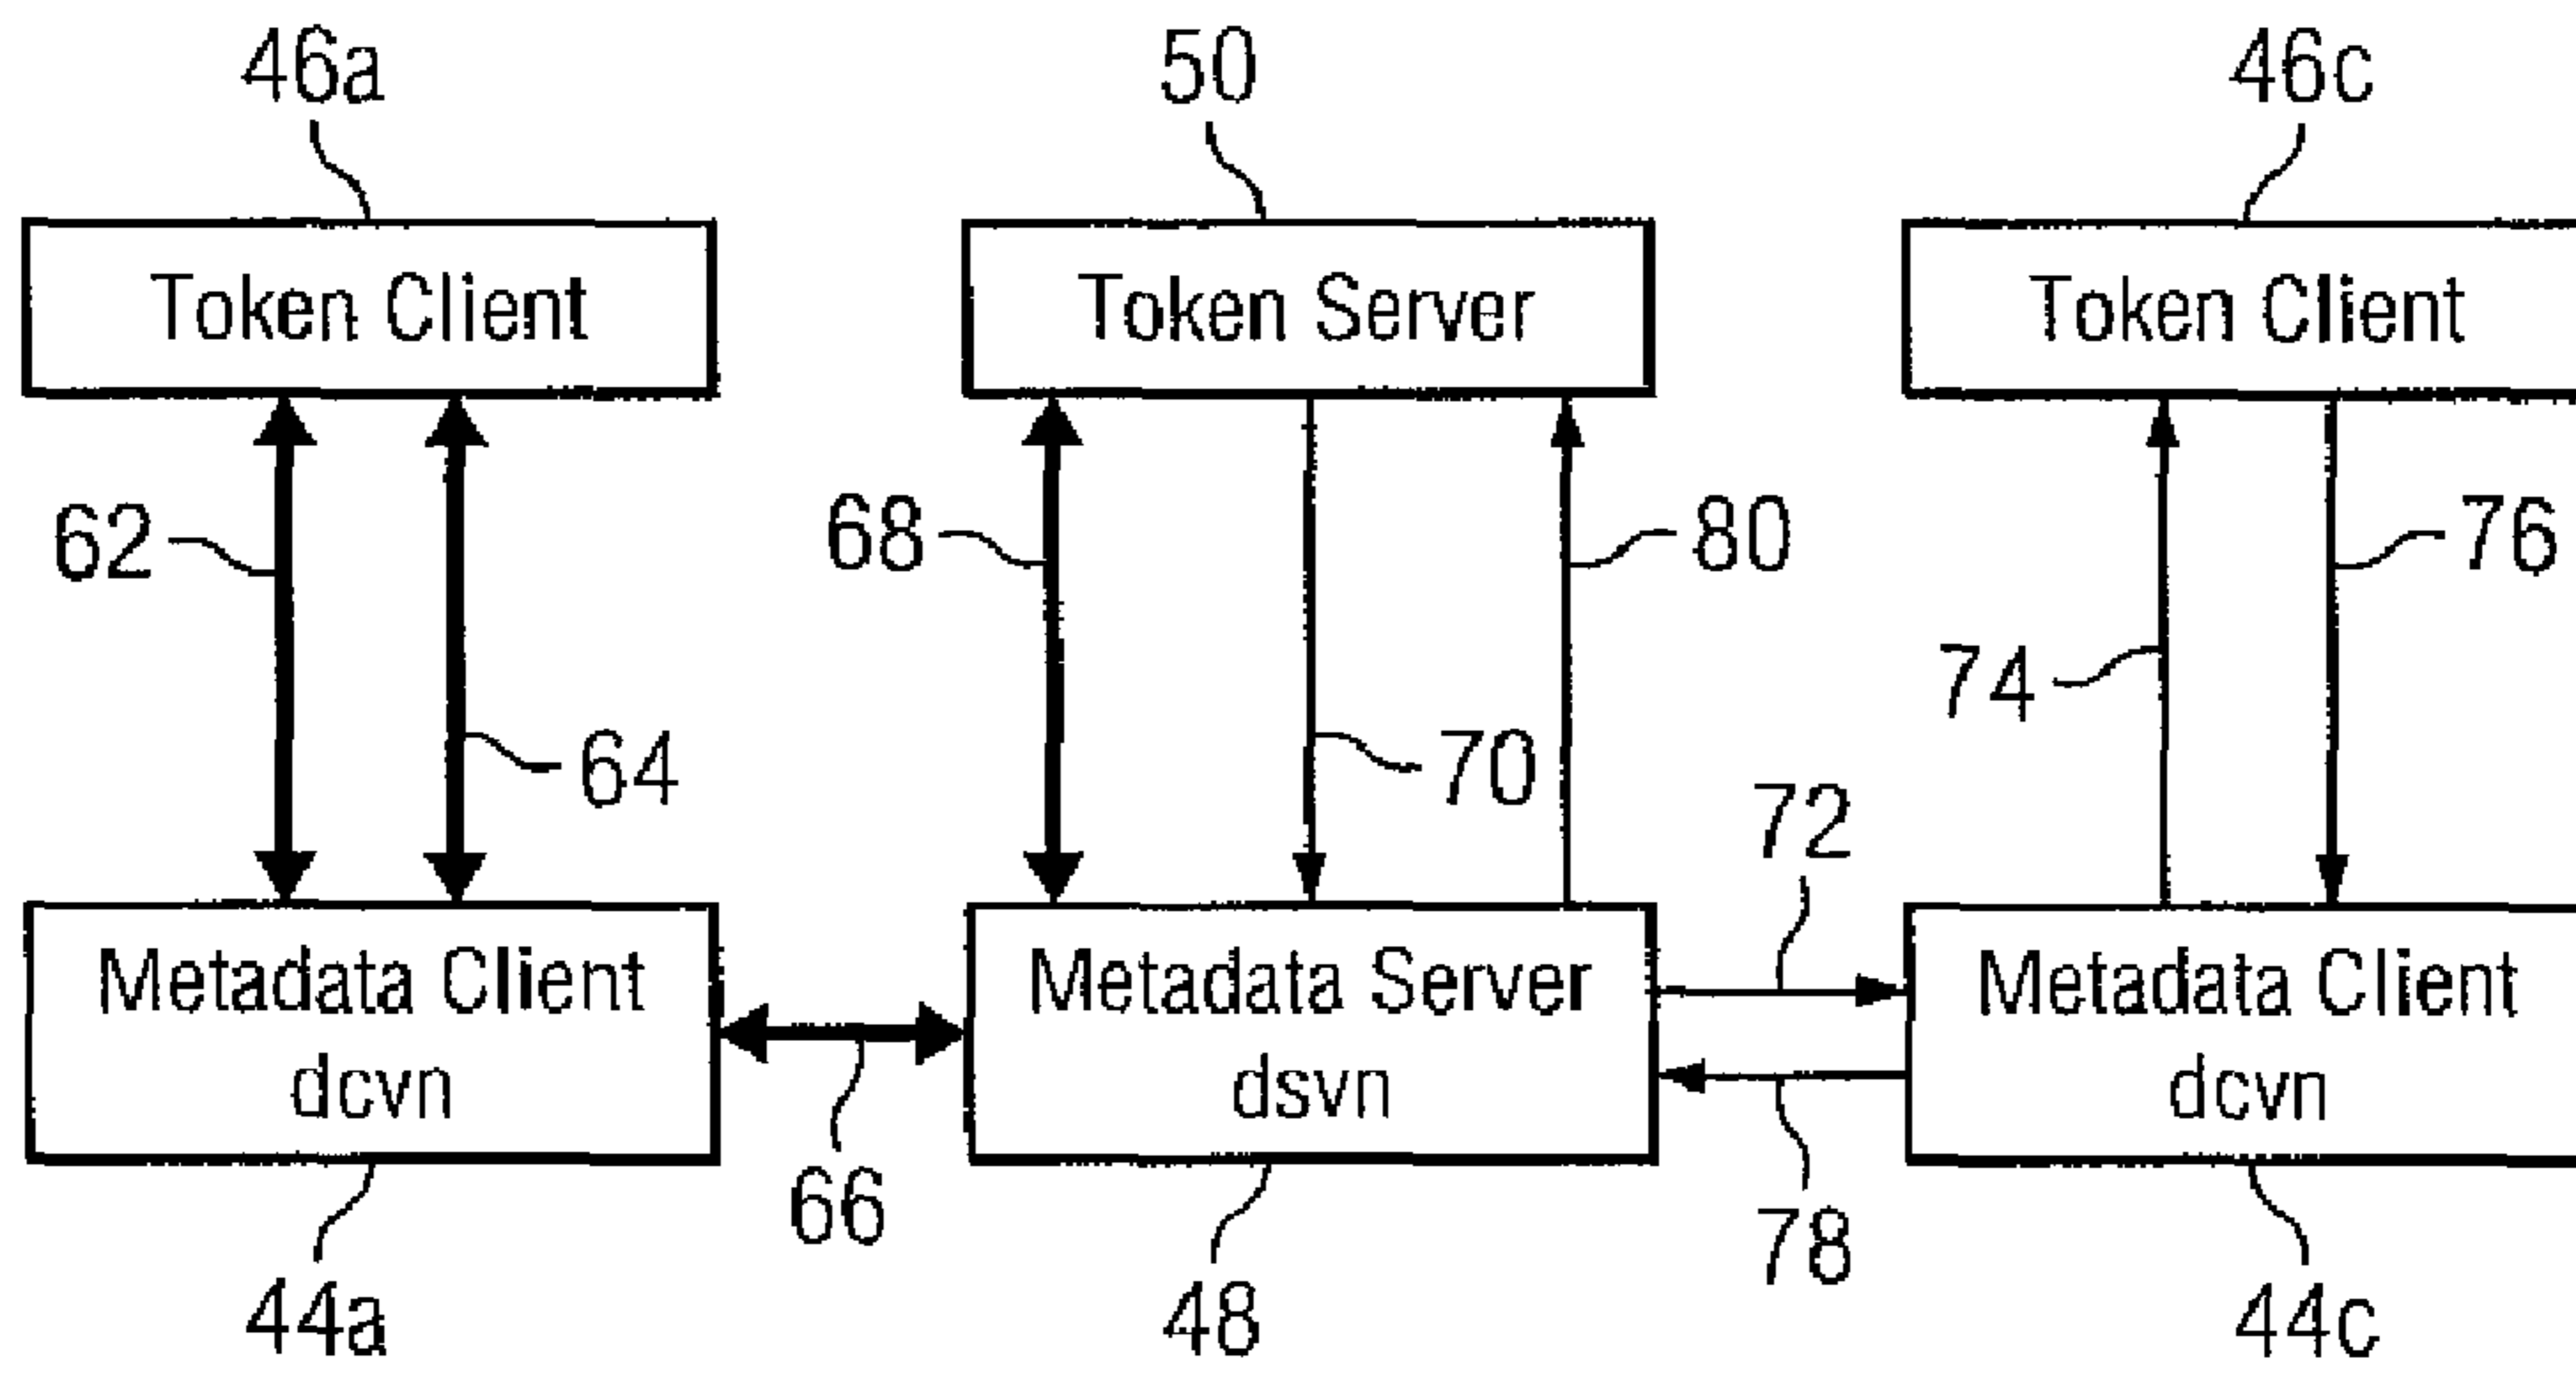 46a
50
46c
Token Client
Token Server
Token Client
62
68
80
76
74
64
70
72
Metadata Client
dcvn
Metadata Server
dsvn
Metadata Client
dcvn
66
78
44a
48
44c